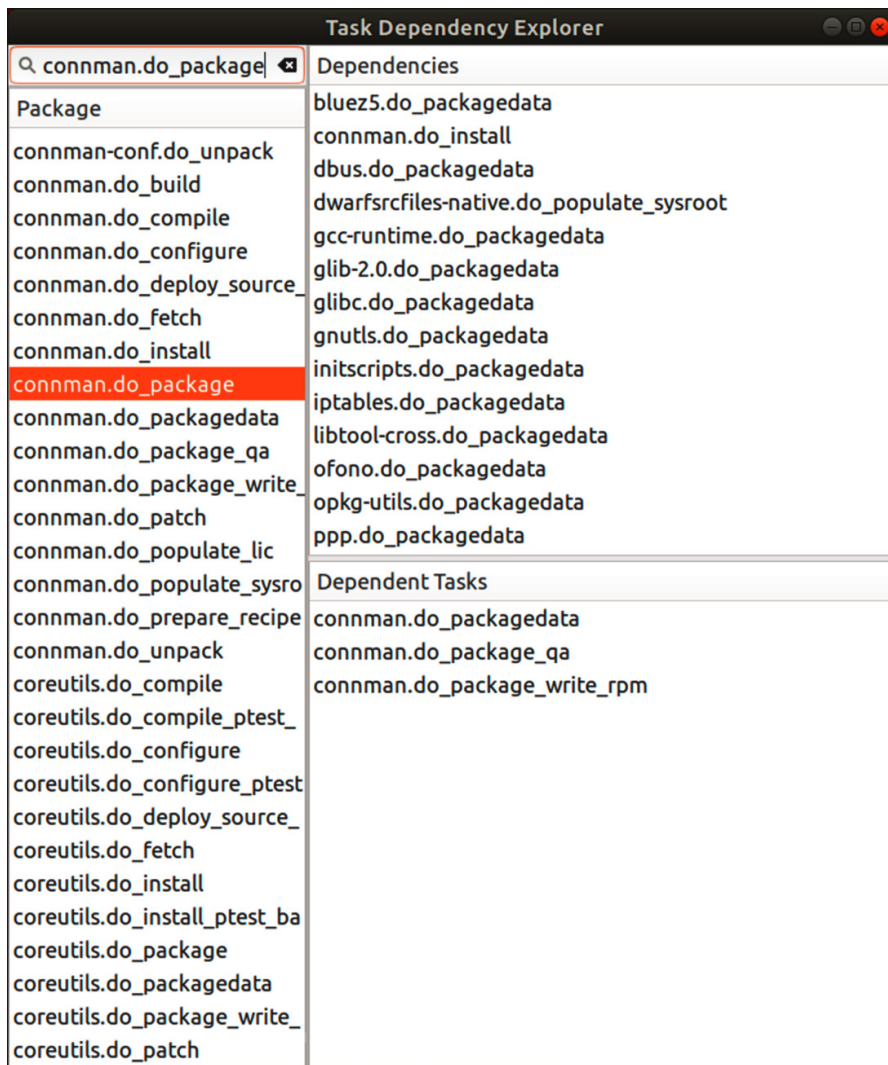 Task Dependency Explorer
connman.do_package
Package
connman-conf.do_unpack
connman.do_build
connman.do_compile
connman.do_configure
connman.do_deploy_source_
connman.do_fetch
connman.do_install
connman.do_package
connman.do_packagedata
connman.do_package_qa
connman.do_package_write_
connman.do_patch
connman.do_populate_lic
connman.do_populate_sysro
connman.do_prepare_recipe
connman.do_unpack
coreutils.do_compile
coreutils.do_compile_ptest_
coreutils.do_configure
coreutils.do_configure_ptest
coreutils.do_deploy_source_
coreutils.do_fetch
coreutils.do_install
coreutils.do_install_ptest_ba
coreutils.do_package
coreutils.do_packagedata
coreutils.do_package_write_
coreutils.do_patch
Dependencies
bluez5.do_packagedata
connman.do_install
dbus.do_packagedata
dwarfsrcfiles-native.do_populate_sysroot
gcc-runtime.do_packagedata
glib-2.0.do_packagedata
glibc.do_packagedata
gnutls.do_packagedata
initscripts.do_packagedata
iptables.do_packagedata
libtool-cross.do_packagedata
ofono.do_packagedata
opkg-utils.do_packagedata
ppp.do_packagedata
Dependent Tasks
connman.do_packagedata
connman.do_package_qa
connman.do_package_write_rpm